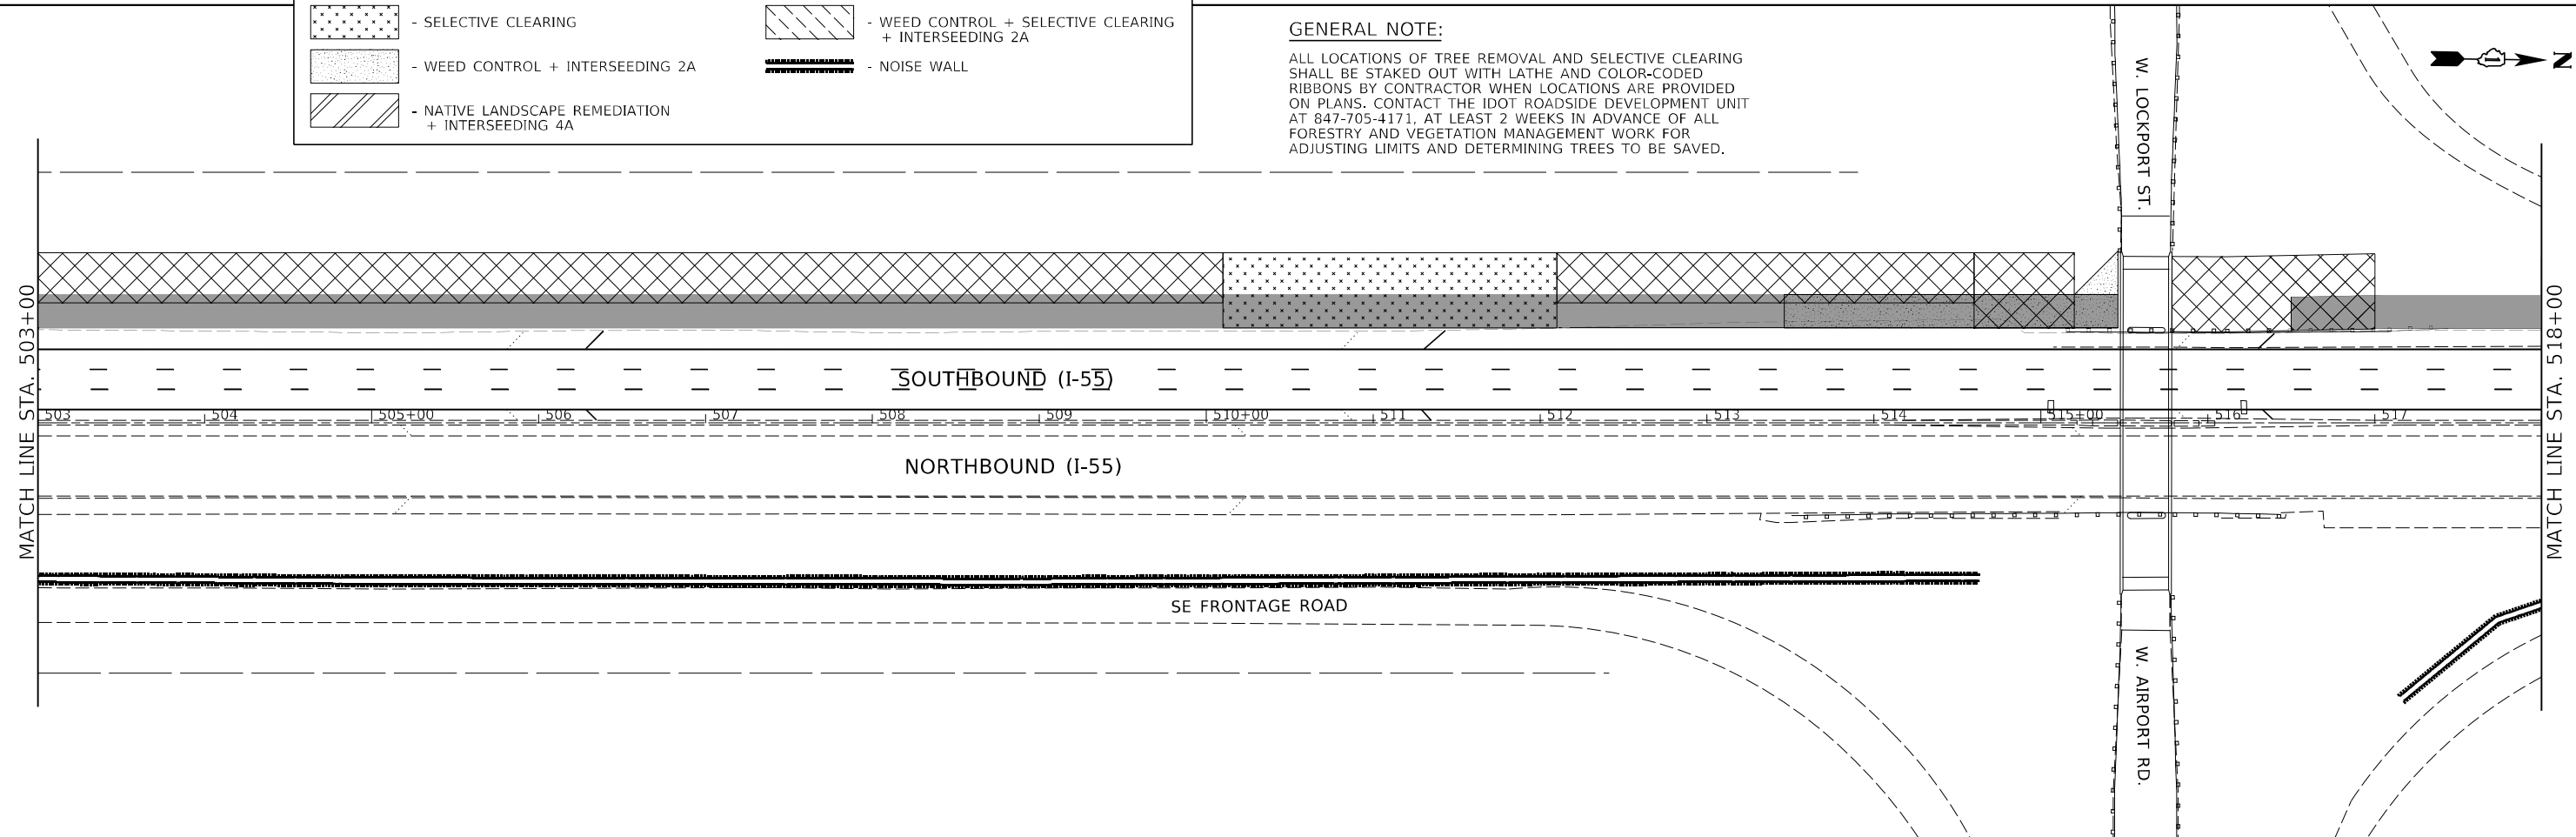 - SELECTIVE CLEARING
- WEED CONTROL + INTERSEEDING 2A
- NATIVE LANDSCAPE REMEDIATION
+ INTERSEEDING 4A
- WEED CONTROL + SELECTIVE CLEARING
+ INTERSEEDING 2A
- NOISE WALL
GENERAL NOTE:
ALL LOCATIONS OF TREE REMOVAL AND SELECTIVE CLEARING
SHALL BE STAKED OUT WITH LATHE AND COLOR-CODED
RIBBONS BY CONTRACTOR WHEN LOCATIONS ARE PROVIDED
ON PLANS. CONTACT THE IDOT ROADSIDE DEVELOPMENT UNIT
AT 847-705-4171, AT LEAST 2 WEEKS IN ADVANCE OF ALL
FORESTRY AND VEGETATION MANAGEMENT WORK FOR
ADJUSTING LIMITS AND DETERMINING TREES TO BE SAVED.
N
W. LOCKPORT ST.
MATCH LINE STA. 503+00
SOUTHBOUND (I-55)
503 504 505+00 506 507 508 509 510+00 511 512 513 514 515+00 516 517
NORTHBOUND (I-55)
SE FRONTAGE ROAD
W. AIRPORT RD.
MATCH LINE STA. 518+00